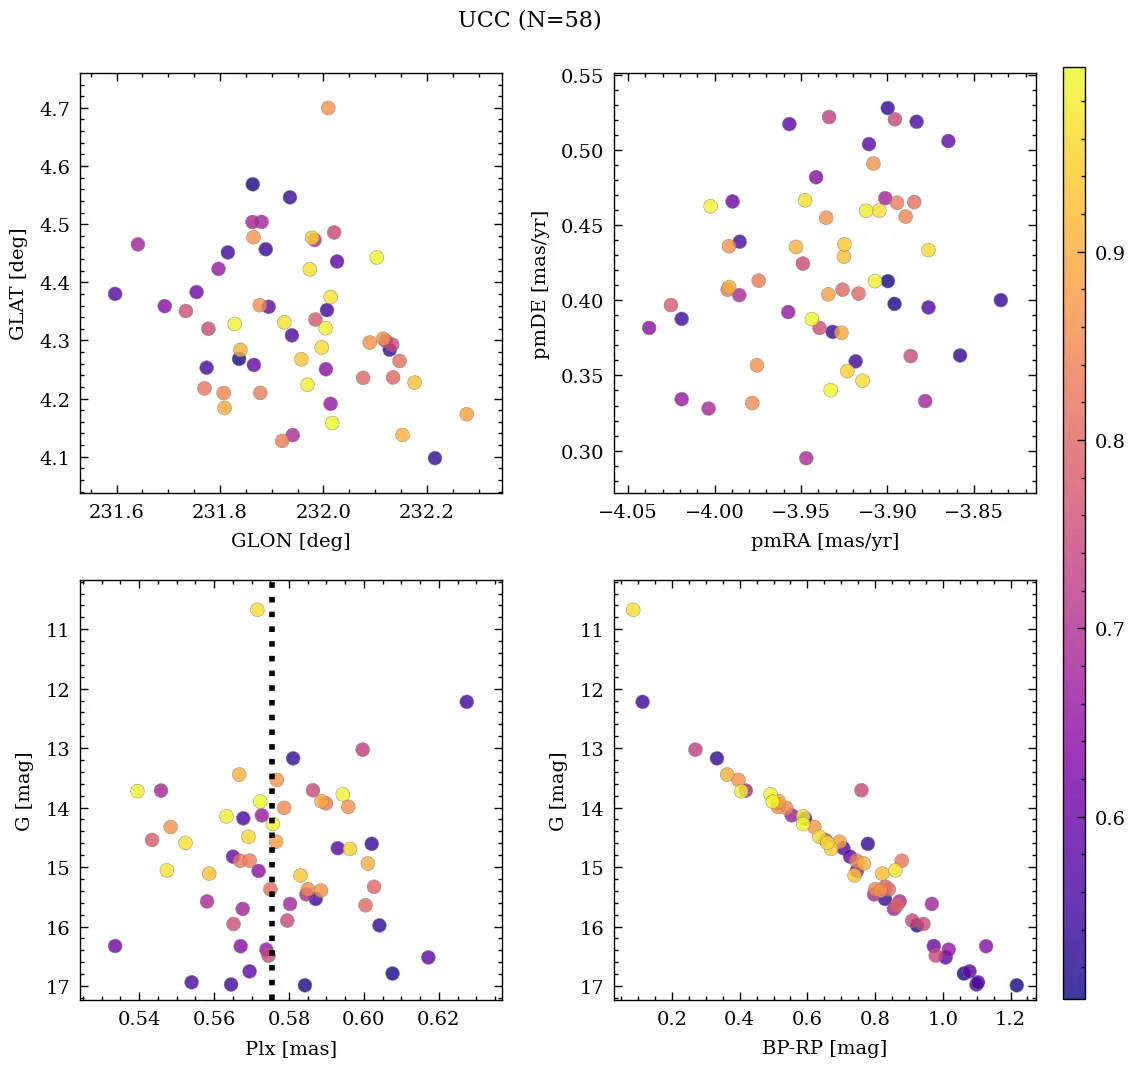 UCC (N=58)
4.7
4.6
4.5
4.4
4.3
4.2
4.1
GLAT [deg]
231.6 231.8 232.0 232.2
GLON [deg]
0.55
0.50
0.45
0.40
0.35
0.30
pmDE [mas/yr]
−4.05 −4.00 −3.95 −3.90 −3.85
pmRA [mas/yr]
0.9
0.8
0.7
0.6
11
12
13
14
15
16
17
G [mag]
0.54 0.56 0.58 0.60 0.62
Plx [mas]
11
12
13
14
15
16
17
G [mag]
0.2 0.4 0.6 0.8 1.0 1.2
BP-RP [mag]